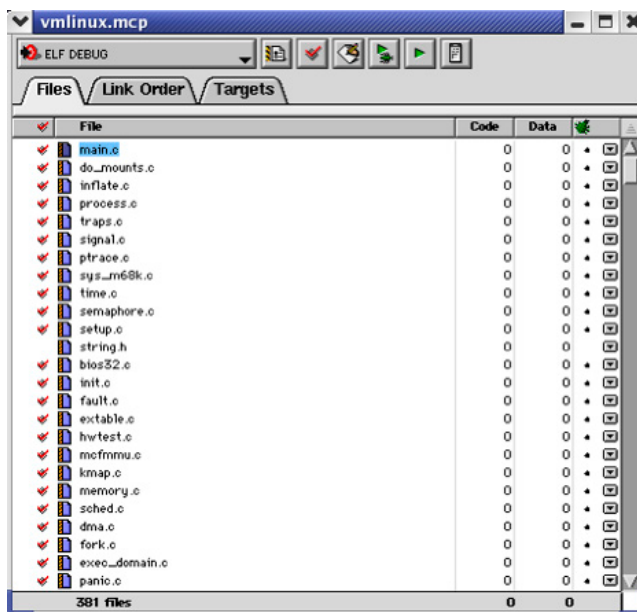 vmlinux.mcp
ELF DEBUG
Files Link Order Targets
File Code Data
main.c 0 0
do_mounts.c 0 0
inflate.c 0 0
process.c 0 0
traps.c 0 0
signal.c 0 0
ptrace.c 0 0
sys_m68k.c 0 0
time.c 0 0
semaphore.c 0 0
setup.c 0 0
string.h 0 0
bios32.c 0 0
init.c 0 0
fault.c 0 0
extable.c 0 0
hwtest.c 0 0
mcfmmu.c 0 0
kmap.c 0 0
memory.c 0 0
sched.c 0 0
dma.c 0 0
fork.c 0 0
exec_domain.c 0 0
panic.c 0 0
381 files 0 0